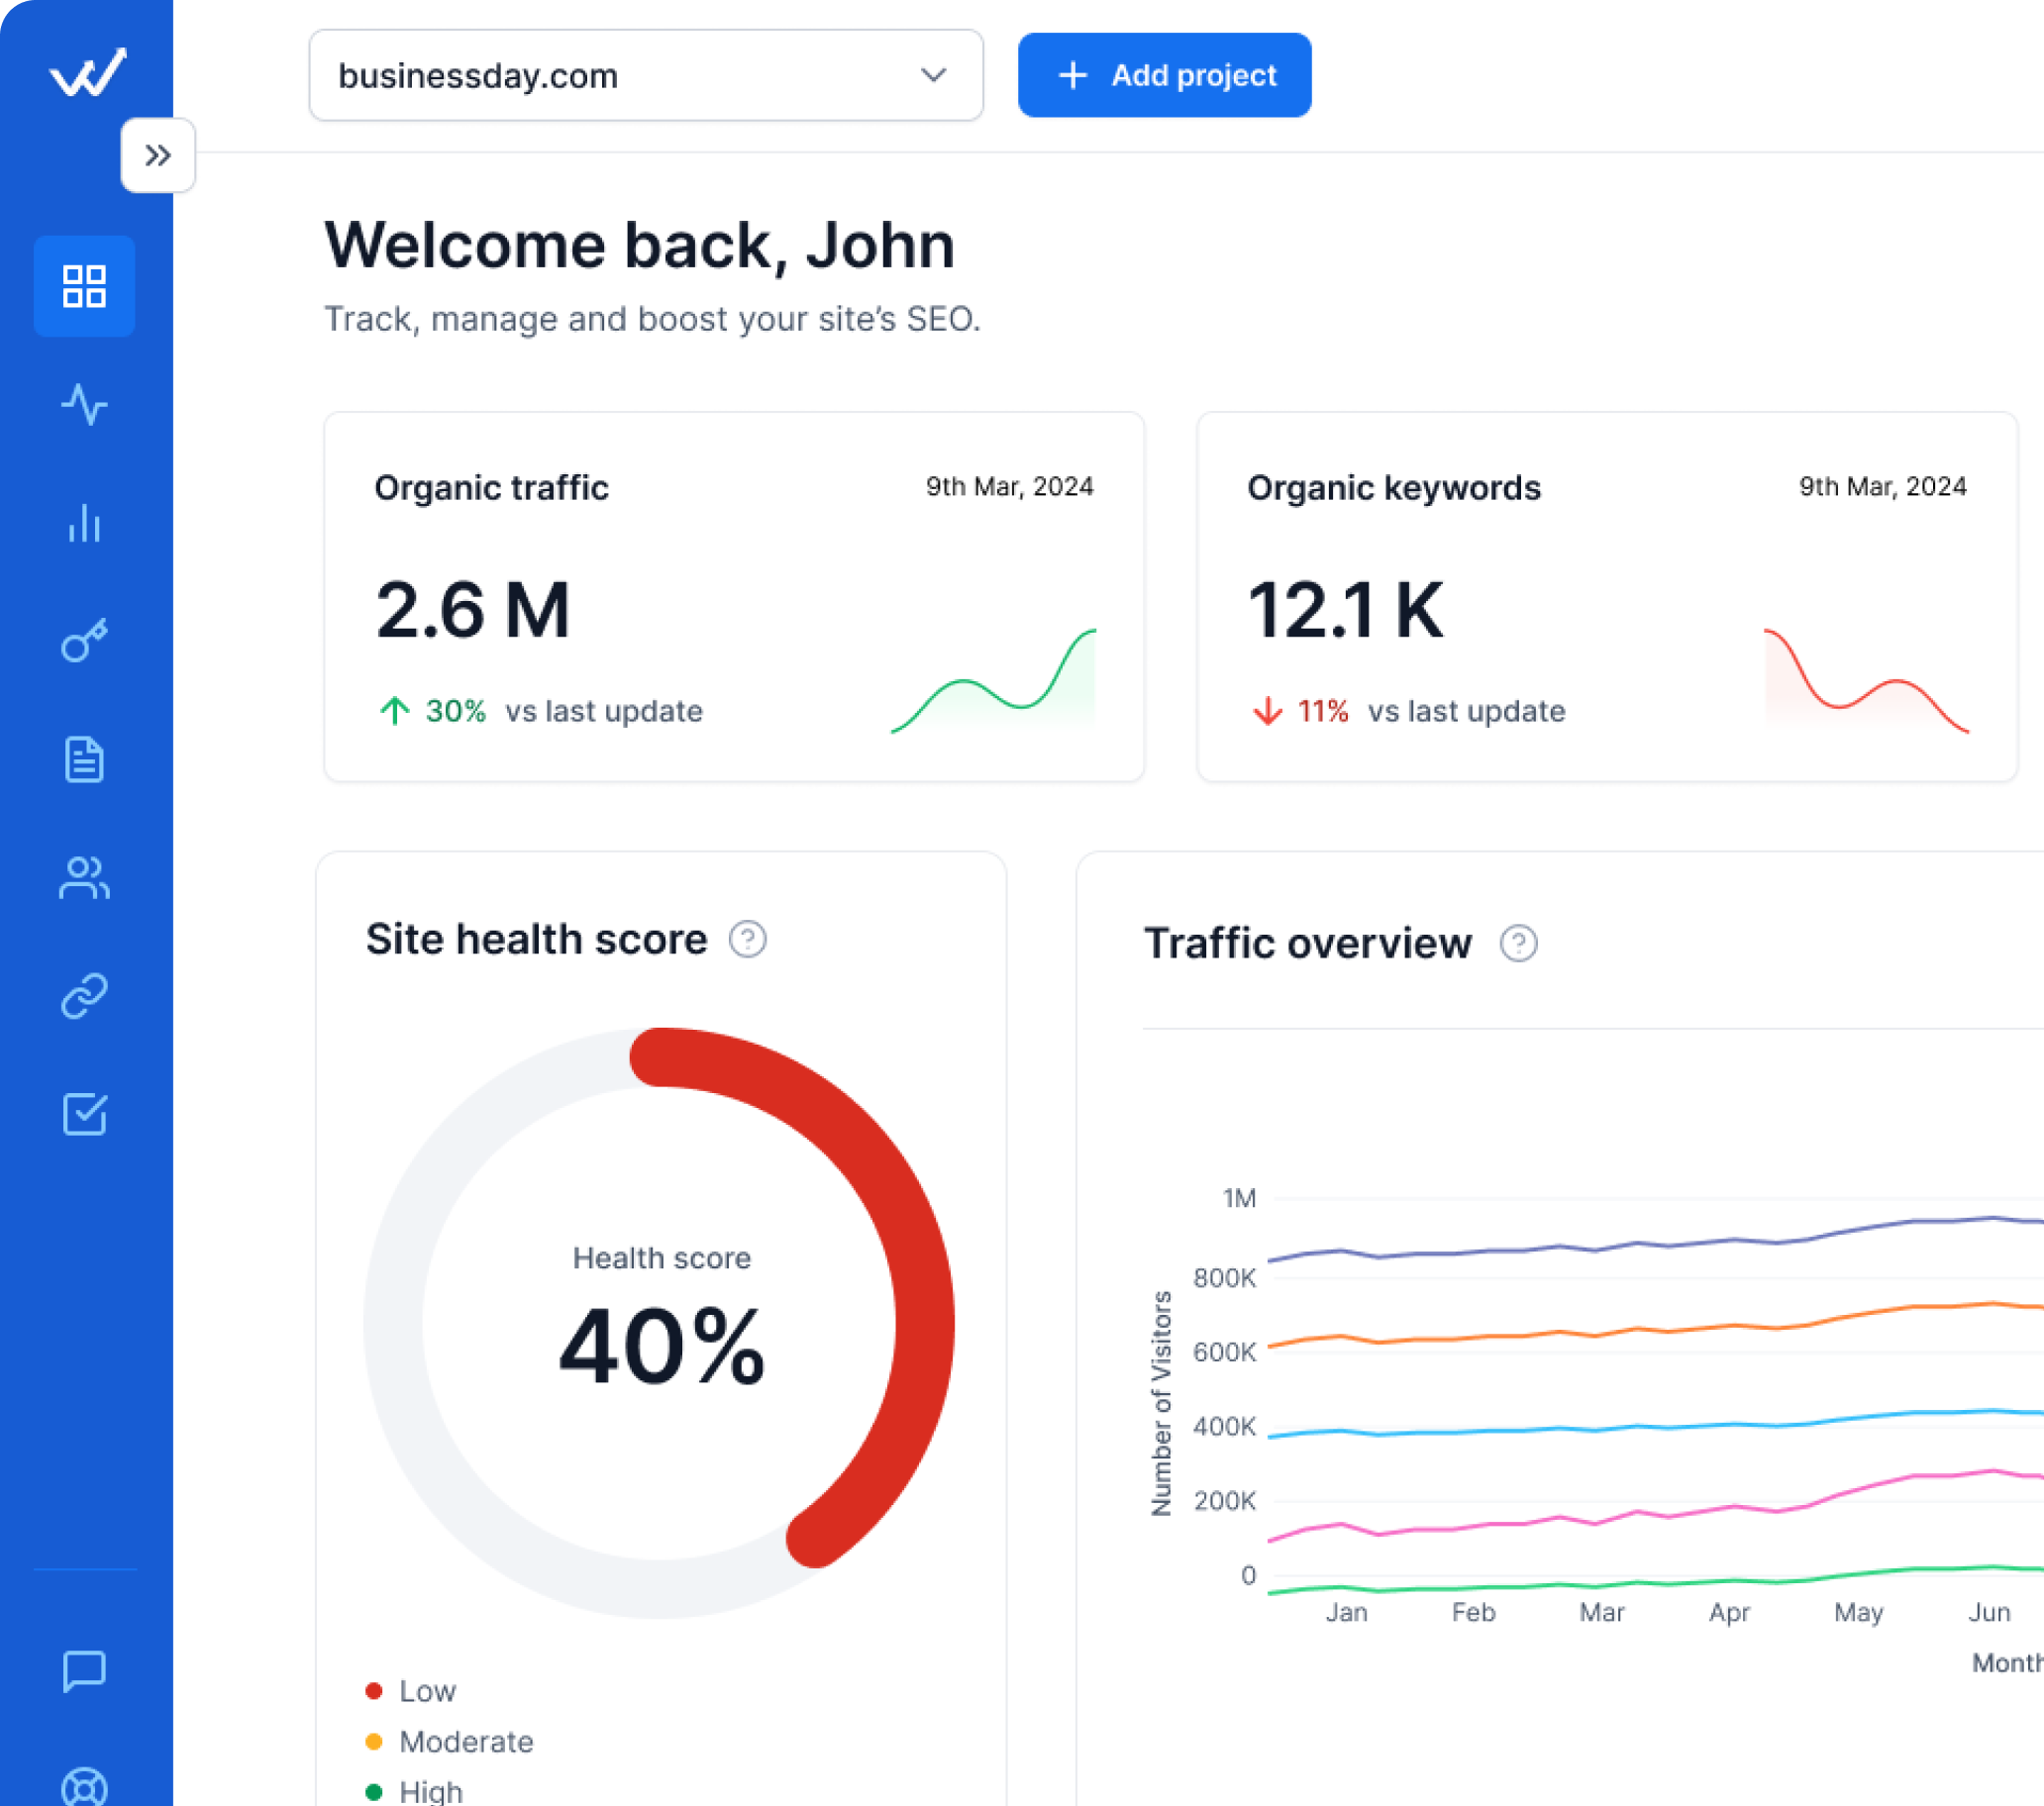 businessday.com
Add project
Welcome back, John
Track, manage and boost your site's SEO.
Organic traffic
9th Mar, 2024
2.6 M
30% vs last update
Organic keywords
9th Mar, 2024
12.1 K
11% vs last update
Site health score
Health score
40%
Low
Moderate
High
Traffic overview
Number of Visitors
1M
800K
600K
400K
200K
0
Jan
Feb
Mar
Apr
May
Jun
Month